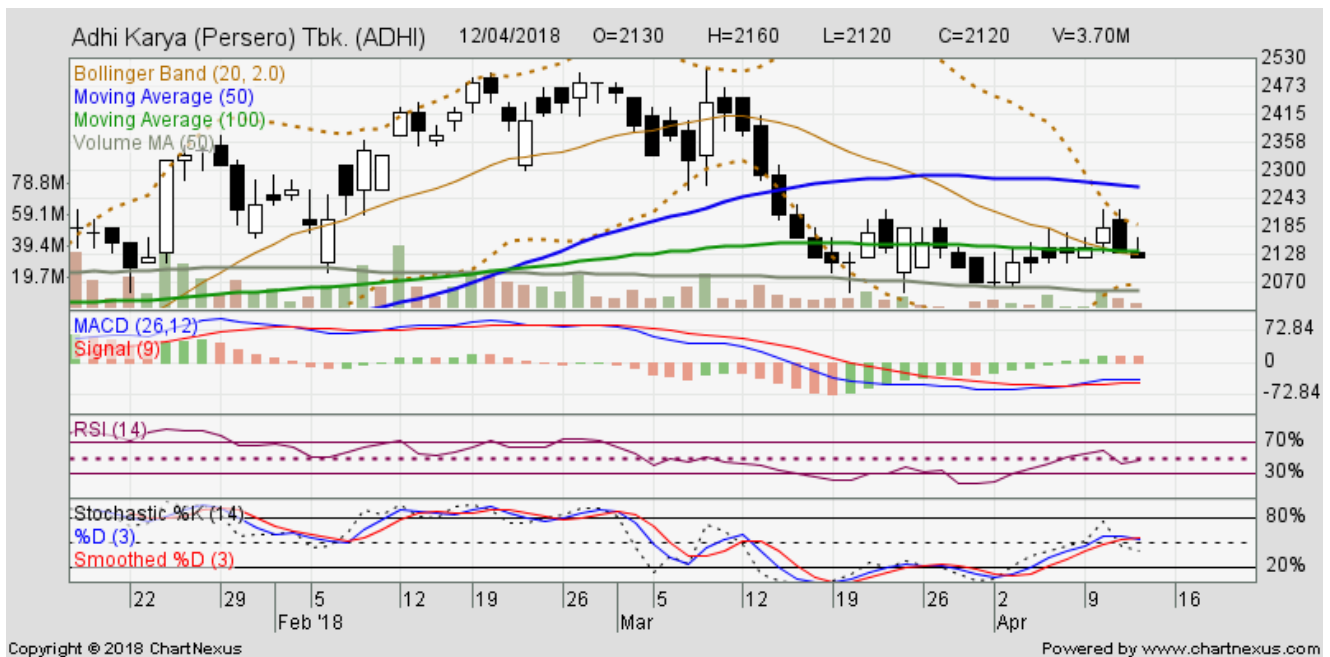 Adhi Karya (Persero) Tbk. (ADHI) 12/04/2018 O=2130 H=2160 L=2120 C=2120 V=3.70M
Bollinger Band (20, 2.0)
Moving Average (50)
Moving Average (100)
Volume MA (50)
2530
2473
2415
2358
2300
2243
2185
2128
2070
78.8M
59.1M
39.4M
19.7M
MACD (26,12)
Signal (9)
72.84
0
-72.84
RSI (14)
70%
30%
Stochastic %K (14)
%D (3)
Smoothed %D (3)
80%
20%
22 29 5 12 19 26 5 12 19 26 2 9 16
Feb '18 Mar Apr
Copyright © 2018 ChartNexus Powered by www.chartnexus.com